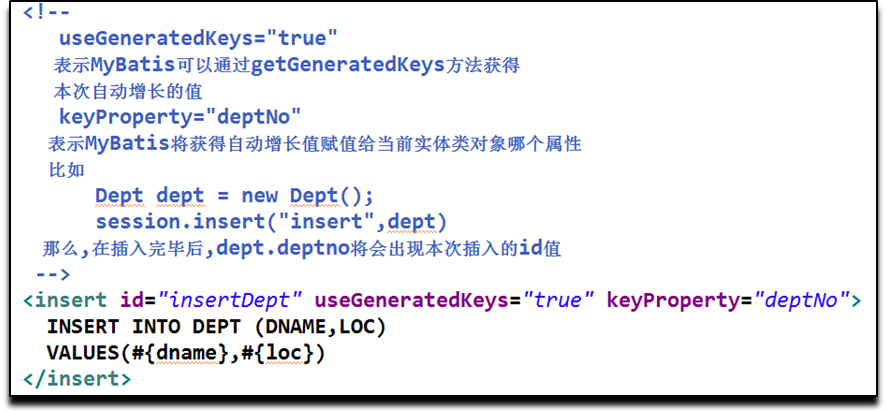 <!--
useGeneratedKeys="true"
表示MyBatis可以通过getGeneratedKeys方法获得
本次自动增长的值
keyProperty="deptNo"
表示MyBatis将获得自动增长值赋值给当前实体类对象哪个属性
比如
Dept dept = new Dept();
session.insert("insert",dept)
那么,在插入完毕后,dept.deptno将会出现本次插入的id值
-->
<insert id="insertDept" useGeneratedKeys="true" keyProperty="deptNo">
INSERT INTO DEPT (DNAME,LOC)
VALUES(#{dname},#{loc})
</insert>